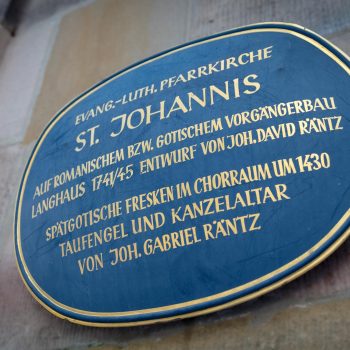 EVANG.-LUTH. PFARRKIRCHE
ST. JOHANNIS
AUF ROMANISCHEM BZW. GOTISCHEM VORGÄNGERBAU
LANGHAUS 1741/45 ENTWURF VON JOH. DAVID RÄNTZ
SPÄTGOTISCHE FRESKEN IM CHORRAUM UM 1430
TAUFENGEL UND KANZELALTAR
VON JOH. GABRIEL RÄNTZ